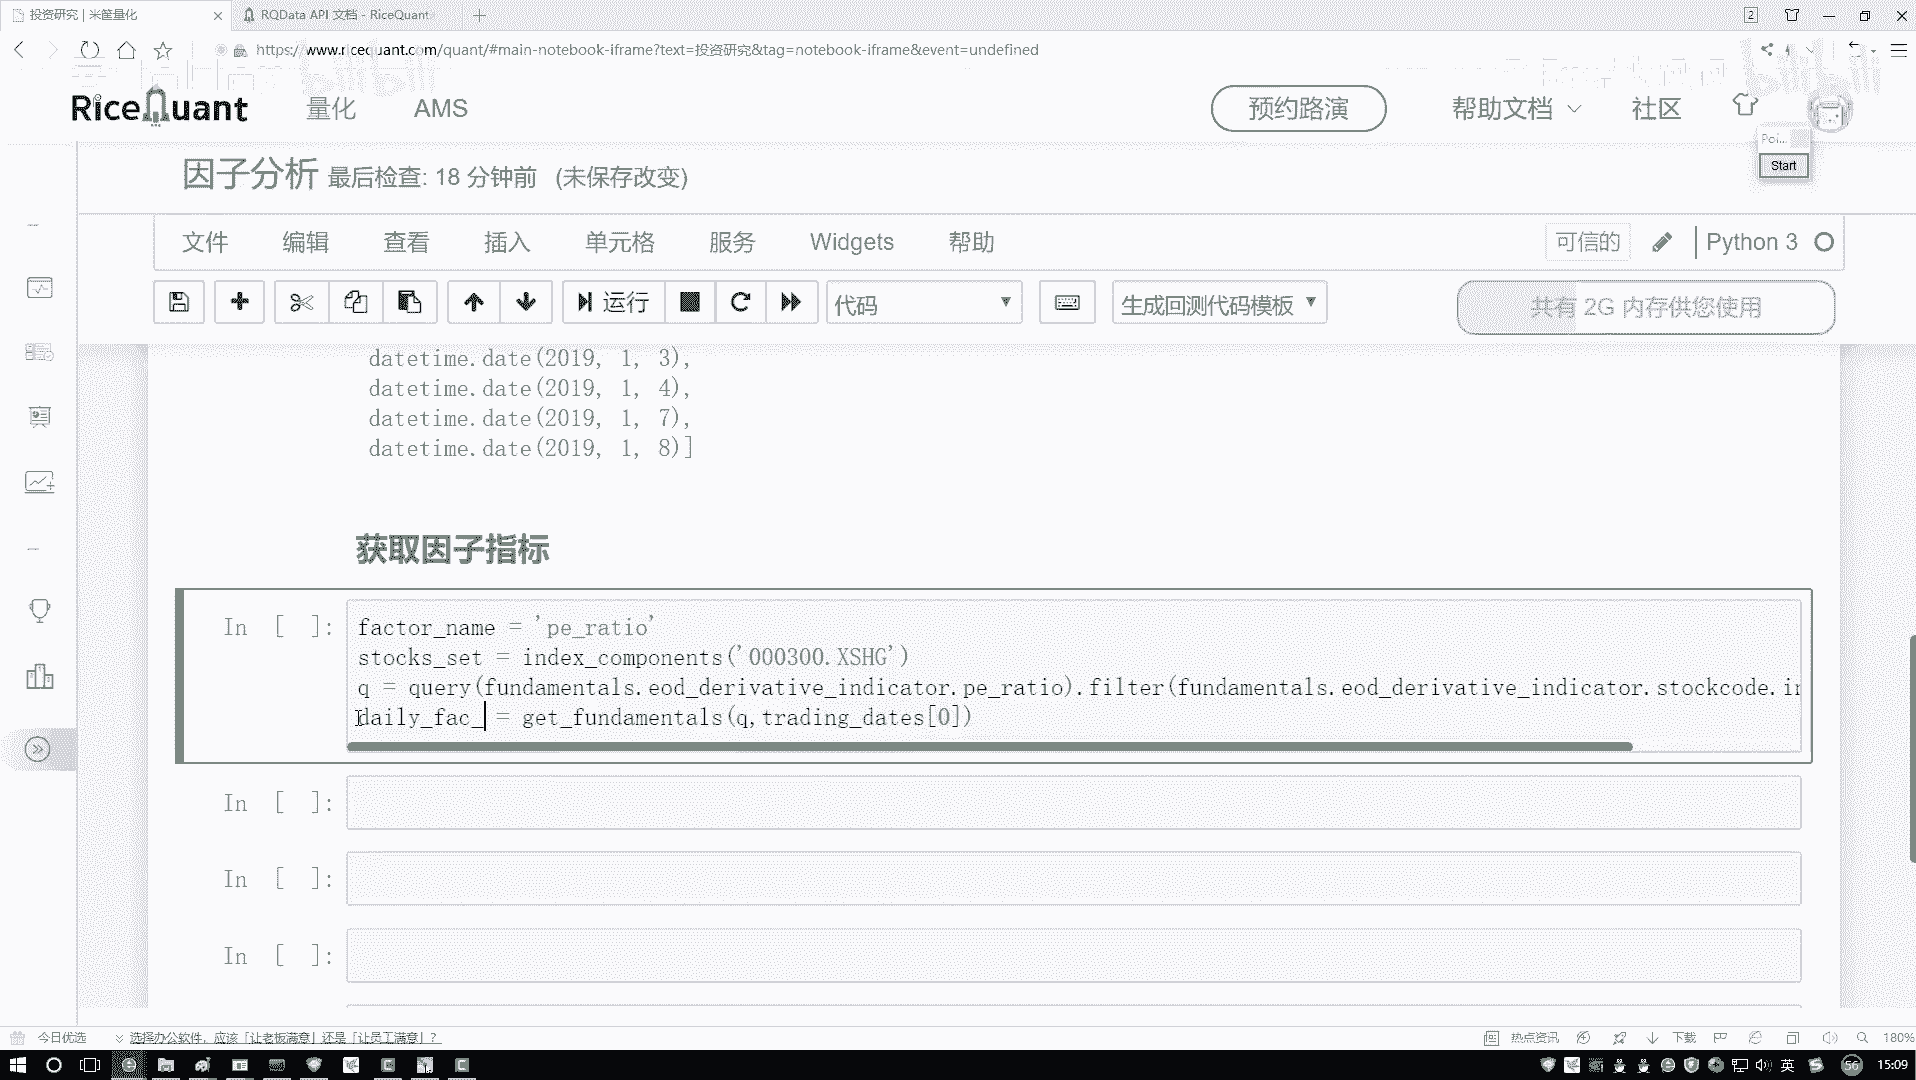 投资研究 | 米筐量化
RQData API 文档 - RiceQuant
2
https://www.ricequant.com/quant/#main-notebook-iframe?text=投资研究&tag=notebook-iframe&event=undefined
bilibili
RiceQuant
量化
AMS
预约路演
帮助文档
社区
Poi...
Start
因子分析 最后检查: 18 分钟前 (未保存改变)
文件 编辑 查看 插入 单元格 服务 Widgets 帮助
可信的
Python 3
运行
代码
生成回测代码模板
共有 2G 内存供您使用
datetime.date(2019, 1, 3),
datetime.date(2019, 1, 4),
datetime.date(2019, 1, 7),
datetime.date(2019, 1, 8)]
获取因子指标
In [ ]:
factor_name = 'pe_ratio'
stocks_set = index_components('000300.XSHG')
q = query(fundamentals.eod_derivative_indicator.pe_ratio).filter(fundamentals.eod_derivative_indicator.stockcode.in
daily_fac_ = get_fundamentals(q,trading_dates[0])
In [ ]:
In [ ]:
In [ ]:
今日优选
选择办公软件，应该「让老板满意」还是「让员工满意」？
热点资讯
下载
180%
英
56
15:09